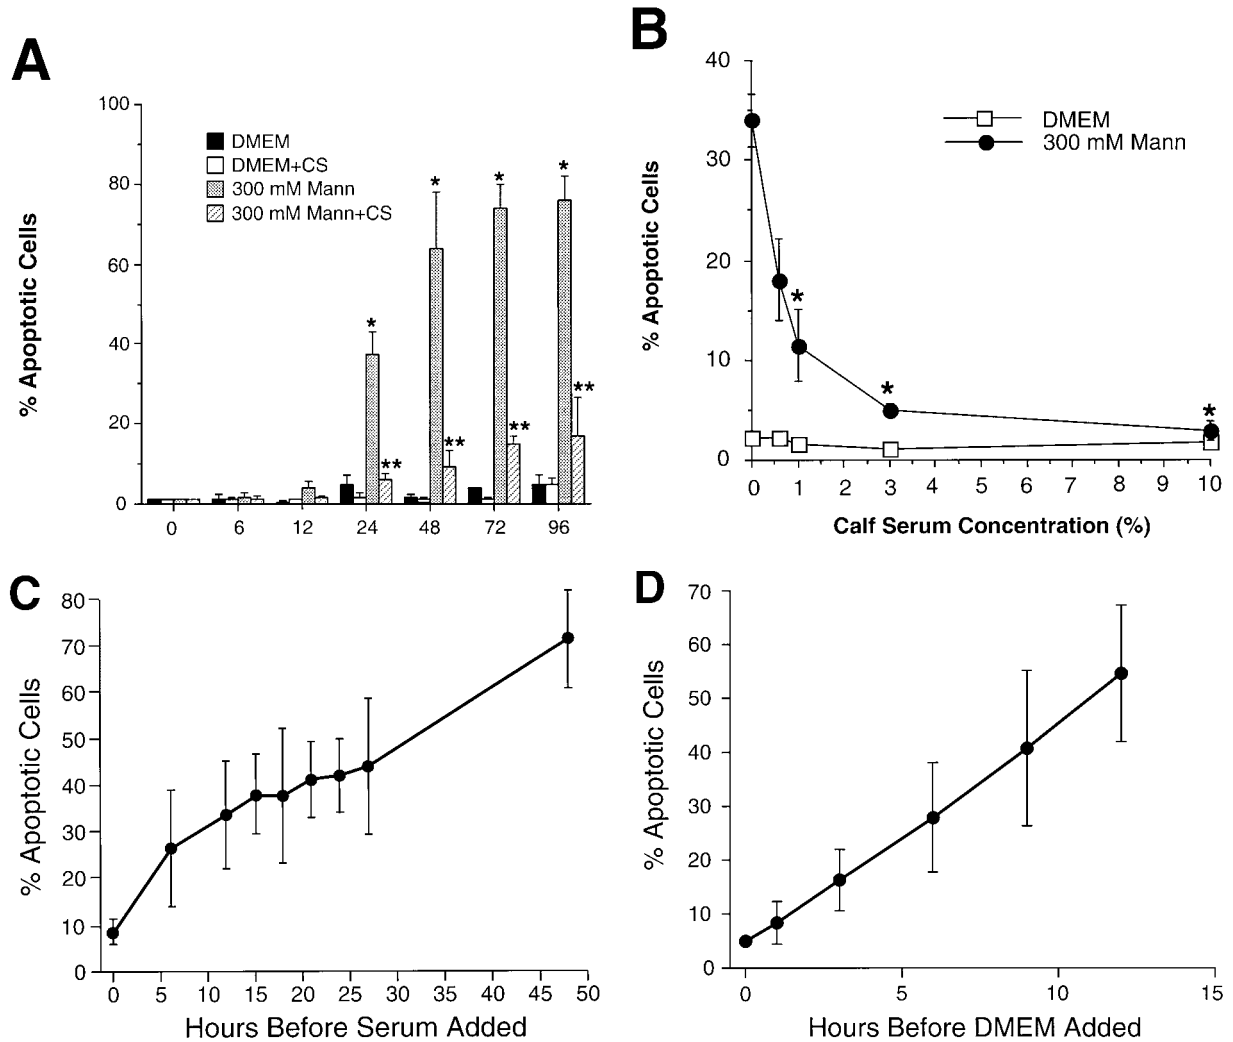 A
100
80
60
40
20
0
% Apoptotic Cells
DMEM
DMEM+CS
300 mM Mann
300 mM Mann+CS
*
*
*
*
**
**
**
**
0 6 12 24 48 72 96
B
40
30
20
10
0
% Apoptotic Cells
DMEM
300 mM Mann
*
*
*
0 1 2 3 4 5 6 7 8 9 10
Calf Serum Concentration (%)
C
80
70
60
50
40
30
20
10
0
% Apoptotic Cells
0 5 10 15 20 25 30 35 40 45 50
Hours Before Serum Added
D
70
60
50
40
30
20
10
0
% Apoptotic Cells
0 5 10 15
Hours Before DMEM Added